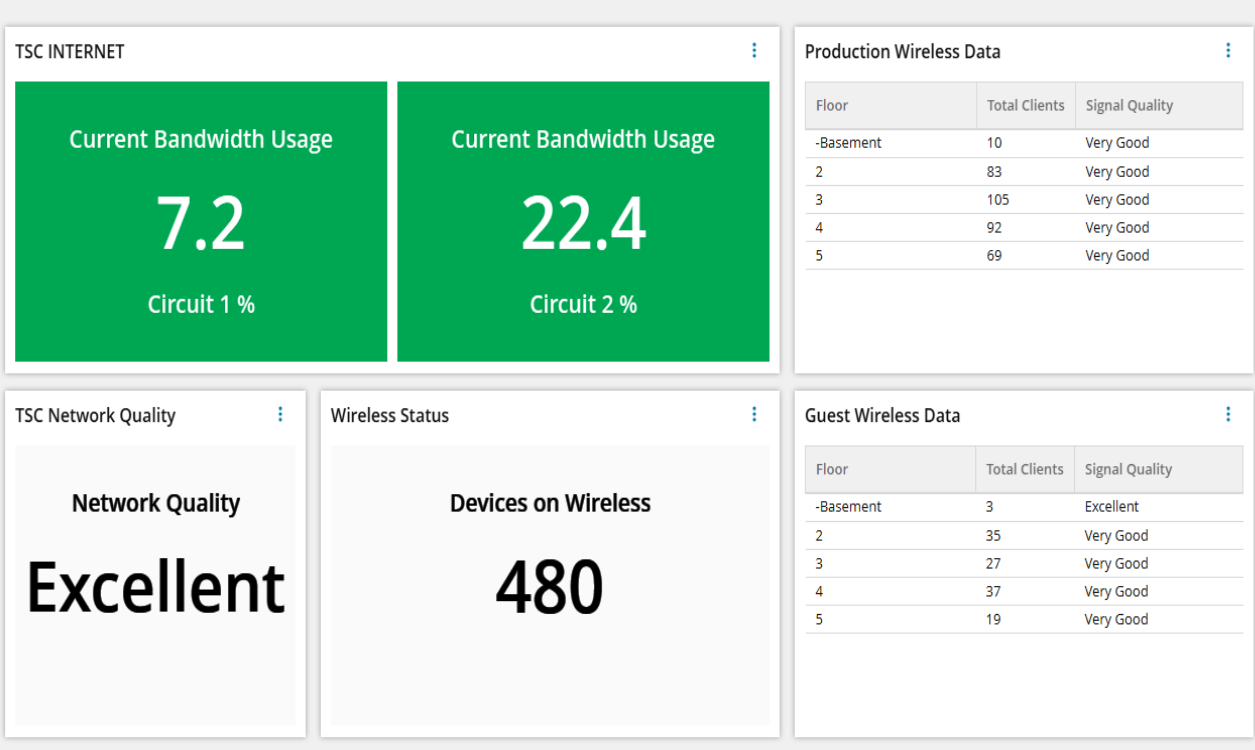 TSC INTERNET
Current Bandwidth Usage
7.2
Circuit 1 %
Current Bandwidth Usage
22.4
Circuit 2 %
Production Wireless Data
Floor Total Clients Signal Quality
-Basement 10 Very Good
2 83 Very Good
3 105 Very Good
4 92 Very Good
5 69 Very Good
TSC Network Quality
Network Quality
Excellent
Wireless Status
Devices on Wireless
480
Guest Wireless Data
Floor Total Clients Signal Quality
-Basement 3 Excellent
2 35 Very Good
3 27 Very Good
4 37 Very Good
5 19 Very Good